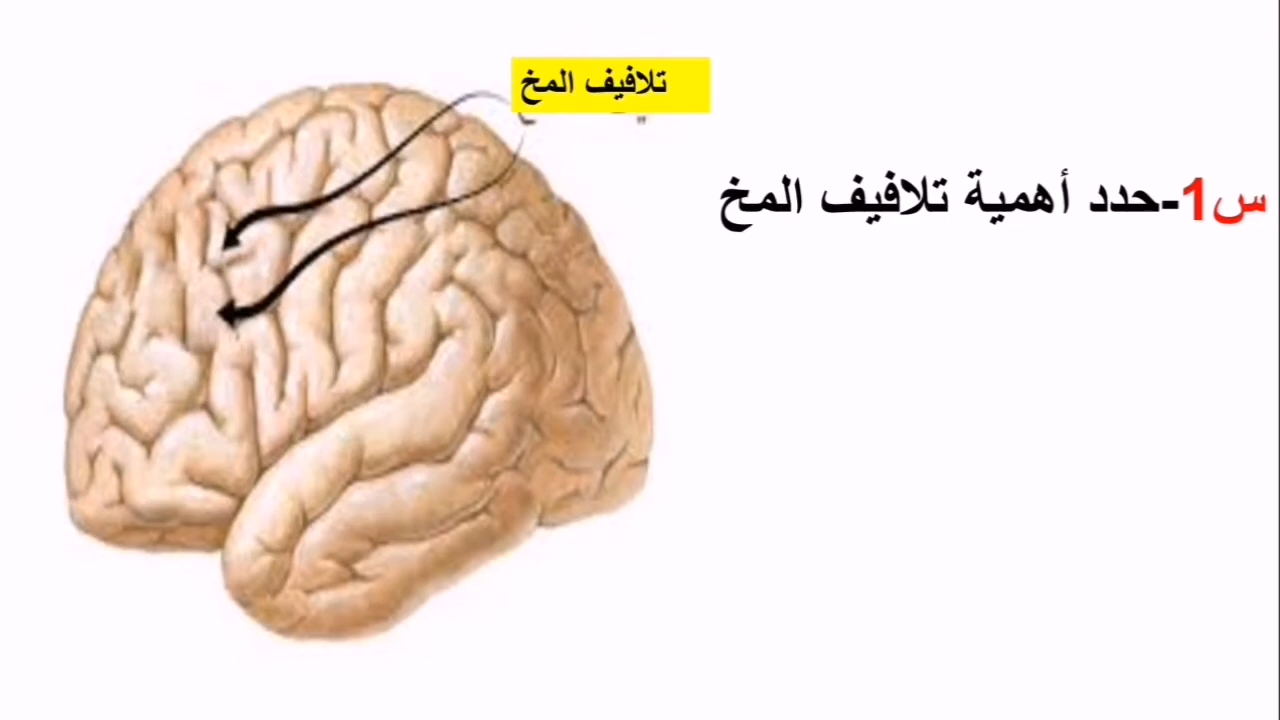 تلافيف المخ
س1-حدد أهمية تلافيف المخ